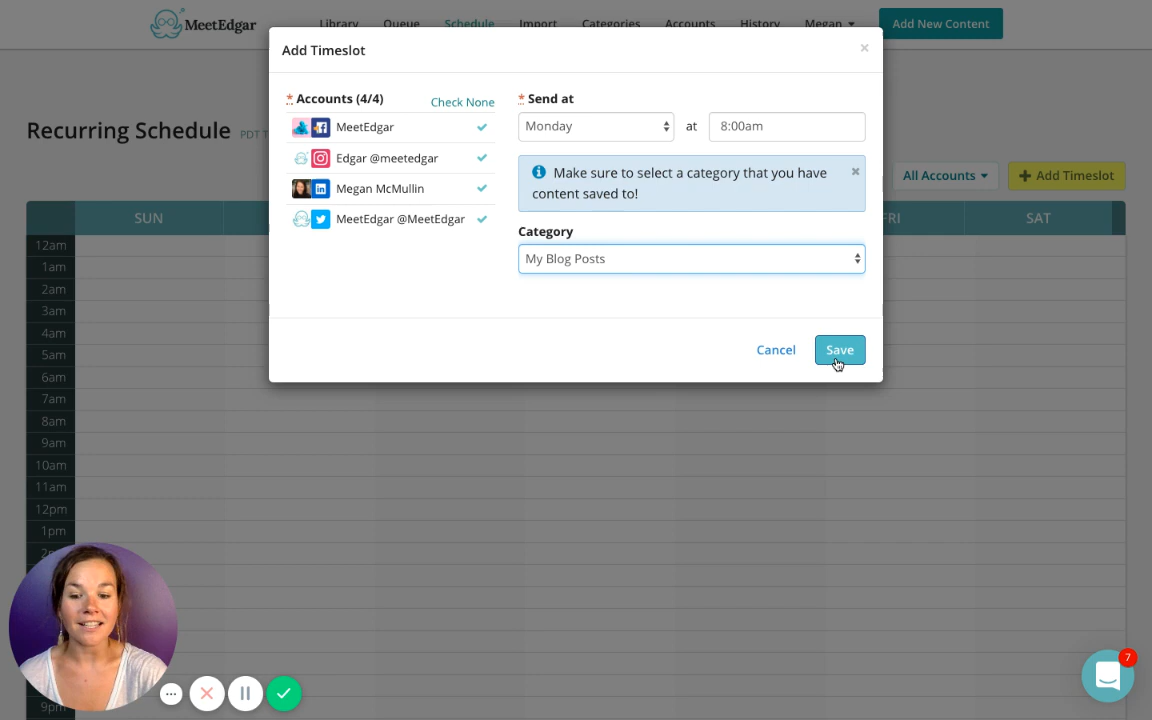 MeetEdgar
Library
Queue
Schedule
Import
Categories
Accounts
History
Megan
Add New Content
Add Timeslot
×
* Accounts (4/4)
Check None
MeetEdgar
Edgar @meetedgar
Megan McMullin
MeetEdgar @MeetEdgar
* Send at
Monday
at
8:00am
Make sure to select a category that you have
content saved to!
×
Category
My Blog Posts
Cancel
Save
Recurring Schedule
PDT
All Accounts
+ Add Timeslot
SUN
FRI
SAT
12am
1am
2am
3am
4am
5am
6am
7am
8am
9am
10am
11am
12pm
1pm
9pm
7